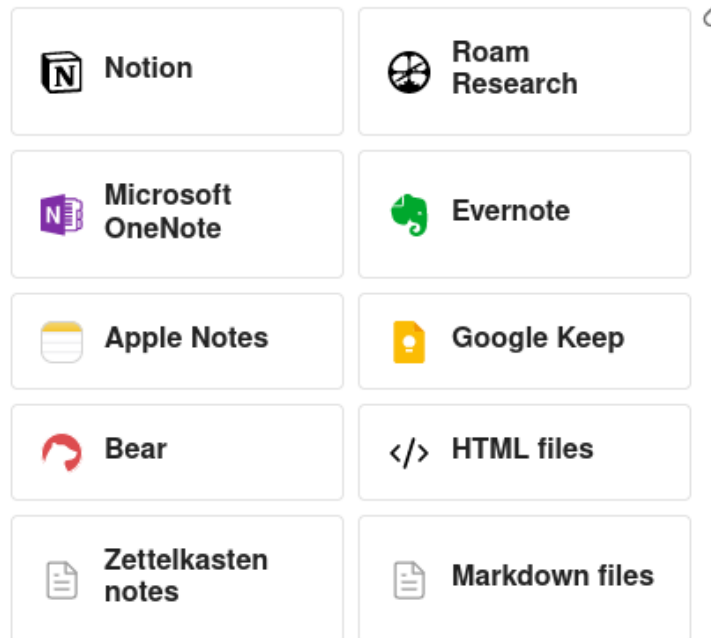 Notion
Roam
Research
Microsoft
OneNote
Evernote
Apple Notes
Google Keep
Bear
</> HTML files
Zettelkasten
notes
Markdown files